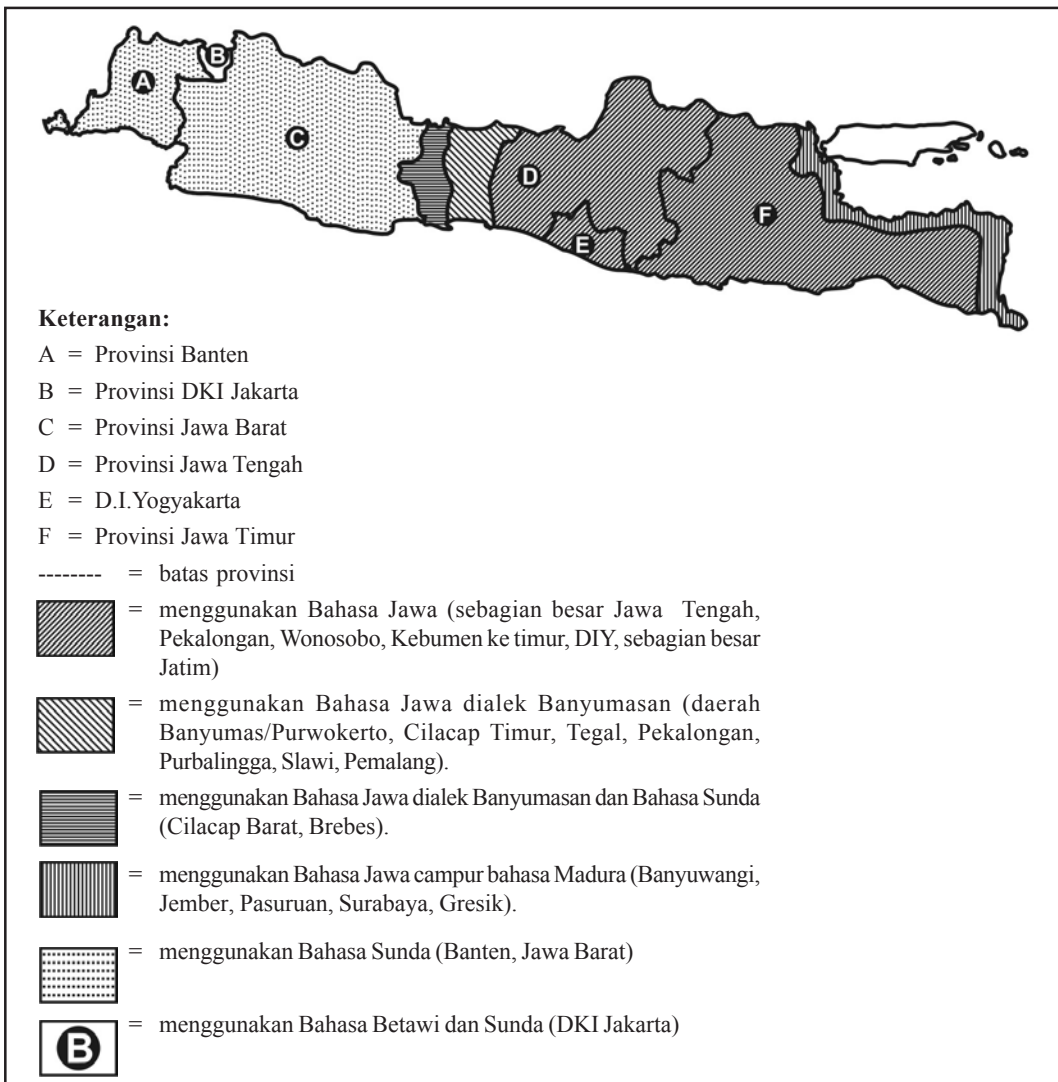 B
A
C
D
F
E
Keterangan:
A = Provinsi Banten
B = Provinsi DKI Jakarta
C = Provinsi Jawa Barat
D = Provinsi Jawa Tengah
E = D.I.Yogyakarta
F = Provinsi Jawa Timur
-------- = batas provinsi
= menggunakan Bahasa Jawa (sebagian besar Jawa Tengah,
Pekalongan, Wonosobo, Kebumen ke timur, DIY, sebagian besar
Jatim)
= menggunakan Bahasa Jawa dialek Banyumasan (daerah
Banyumas/Purwokerto, Cilacap Timur, Tegal, Pekalongan,
Purbalingga, Slawi, Pemalang).
= menggunakan Bahasa Jawa dialek Banyumasan dan Bahasa Sunda
(Cilacap Barat, Brebes).
= menggunakan Bahasa Jawa campur bahasa Madura (Banyuwangi,
Jember, Pasuruan, Surabaya, Gresik).
= menggunakan Bahasa Sunda (Banten, Jawa Barat)
B = menggunakan Bahasa Betawi dan Sunda (DKI Jakarta)